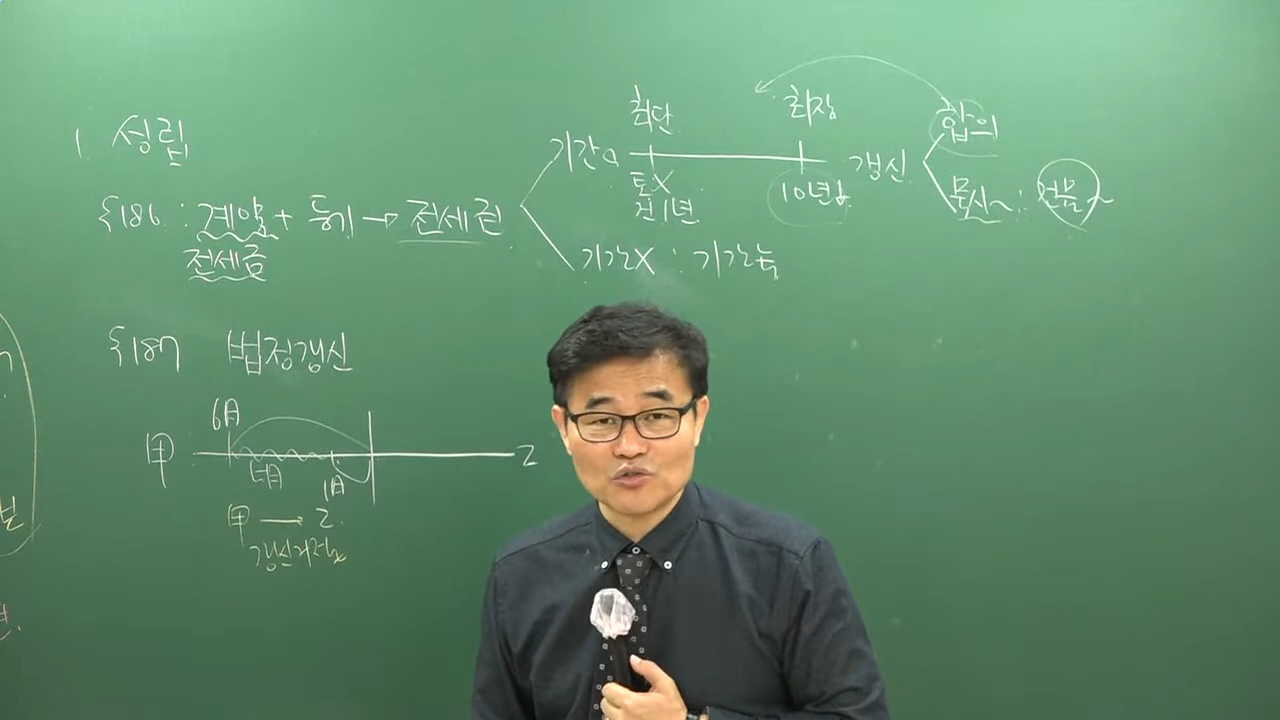 1. 성립
§186 : 계약 + 등기 → 전세권
전세금
기간 o
최단
최장
토X
건1년
10년
갱신
합의
묵시~ : 건물~
기간X : 기간
§187 법정갱신
6月
甲
乙
5月
1月
甲 → 乙
갱신거절x